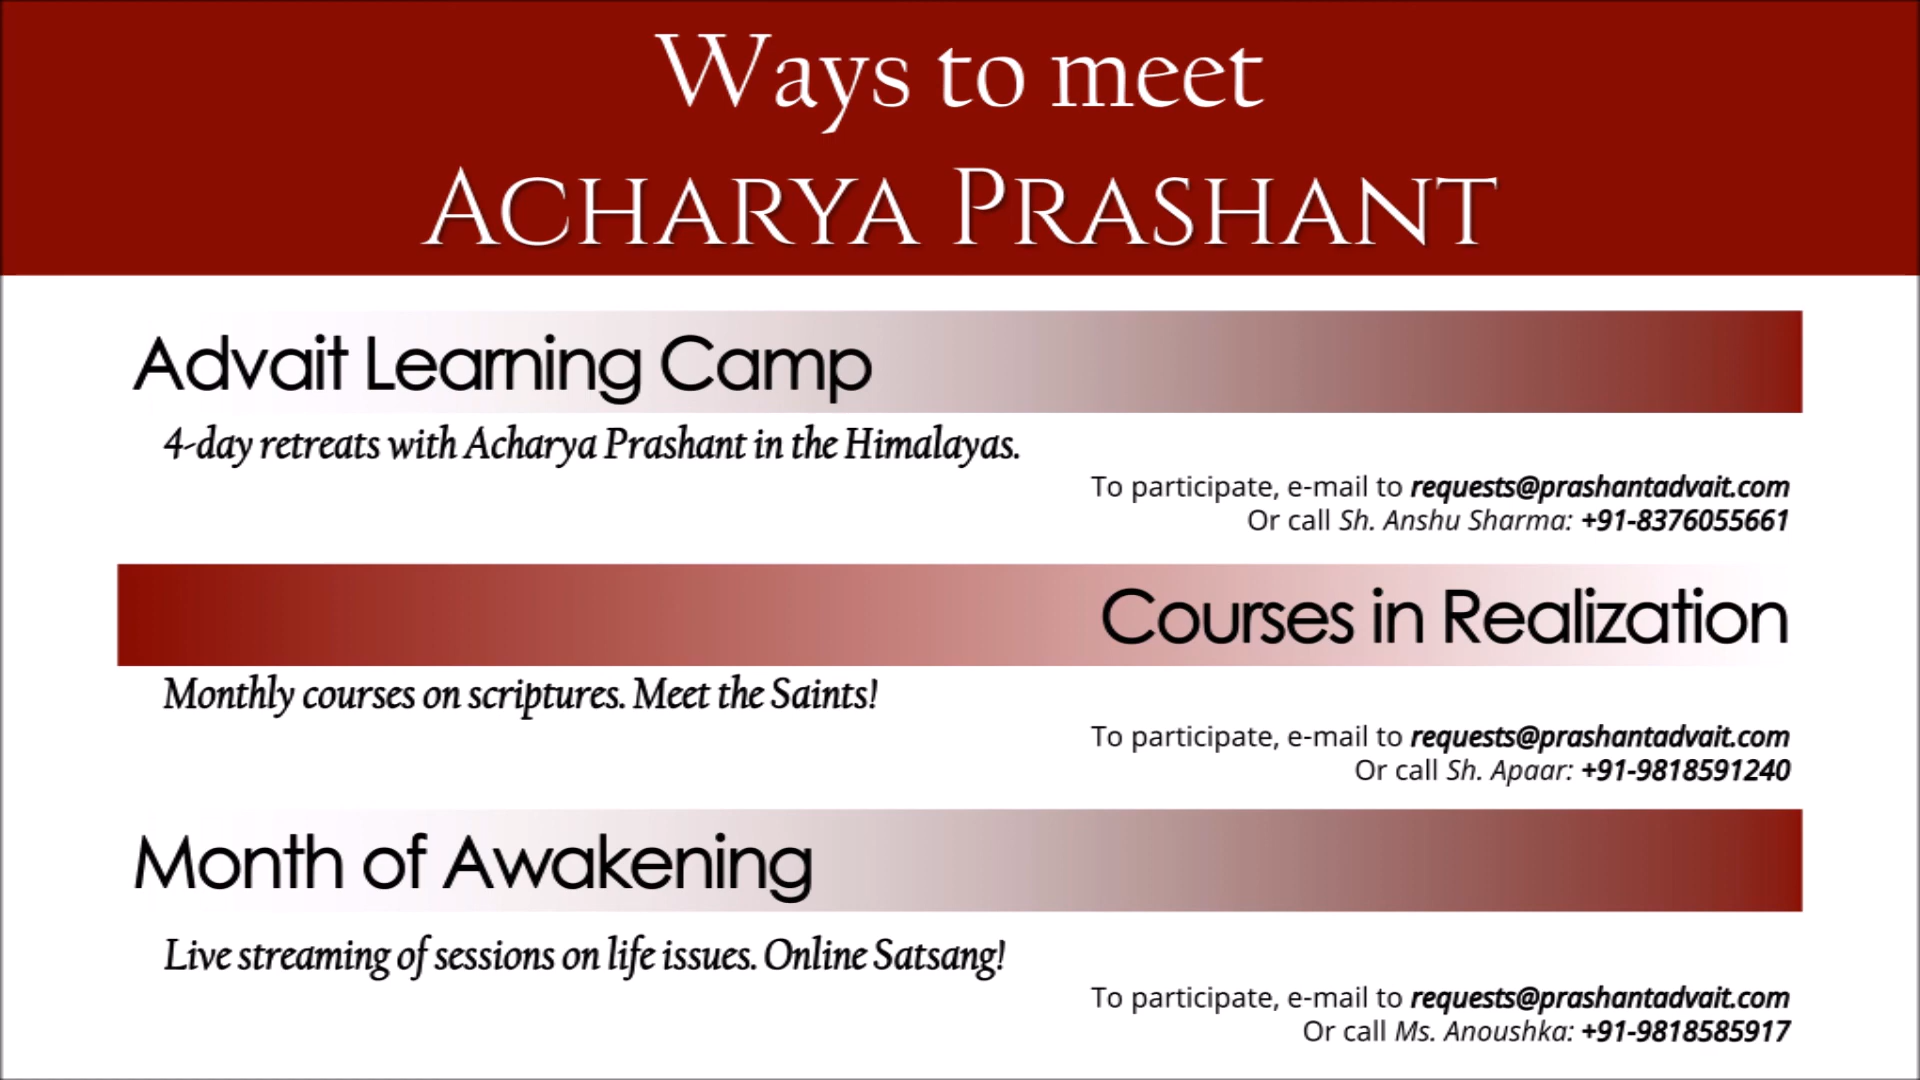 Ways to meet
ACHARYA PRASHANT
Advait Learning Camp
4-day retreats with Acharya Prashant in the Himalayas.
To participate, e-mail to requests@prashantadvait.com
Or call Sh. Anshu Sharma: +91-8376055661
Courses in Realization
Monthly courses on scriptures. Meet the Saints!
To participate, e-mail to requests@prashantadvait.com
Or call Sh. Apaar: +91-9818591240
Month of Awakening
Live streaming of sessions on life issues. Online Satsang!
To participate, e-mail to requests@prashantadvait.com
Or call Ms. Anoushka: +91-9818585917